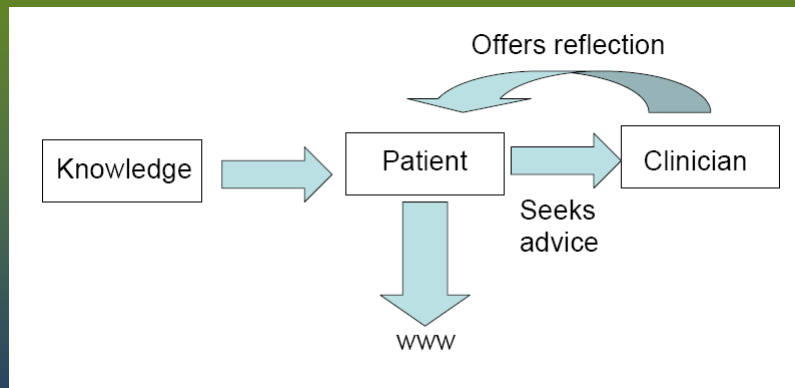 Offers reflection
Knowledge
Patient
Clinician
Seeks
advice
www